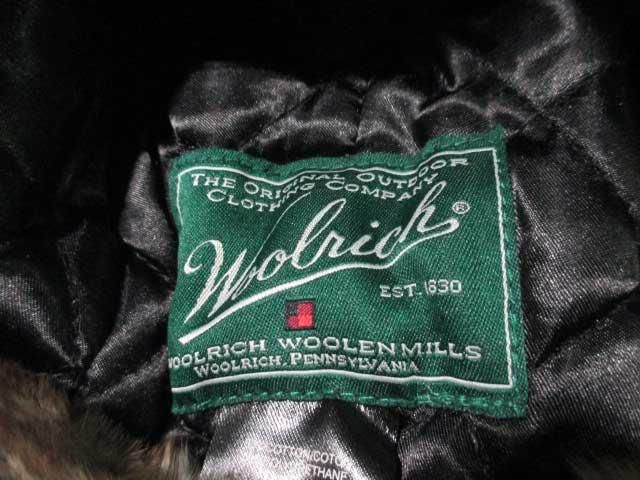 THE ORIGINAL OUTDOOR
CLOTHING COMPANY
Woolrich®
EST. 1830
WOOLRICH WOOLEN MILLS
WOOLRICH, PENNSYLVANIA